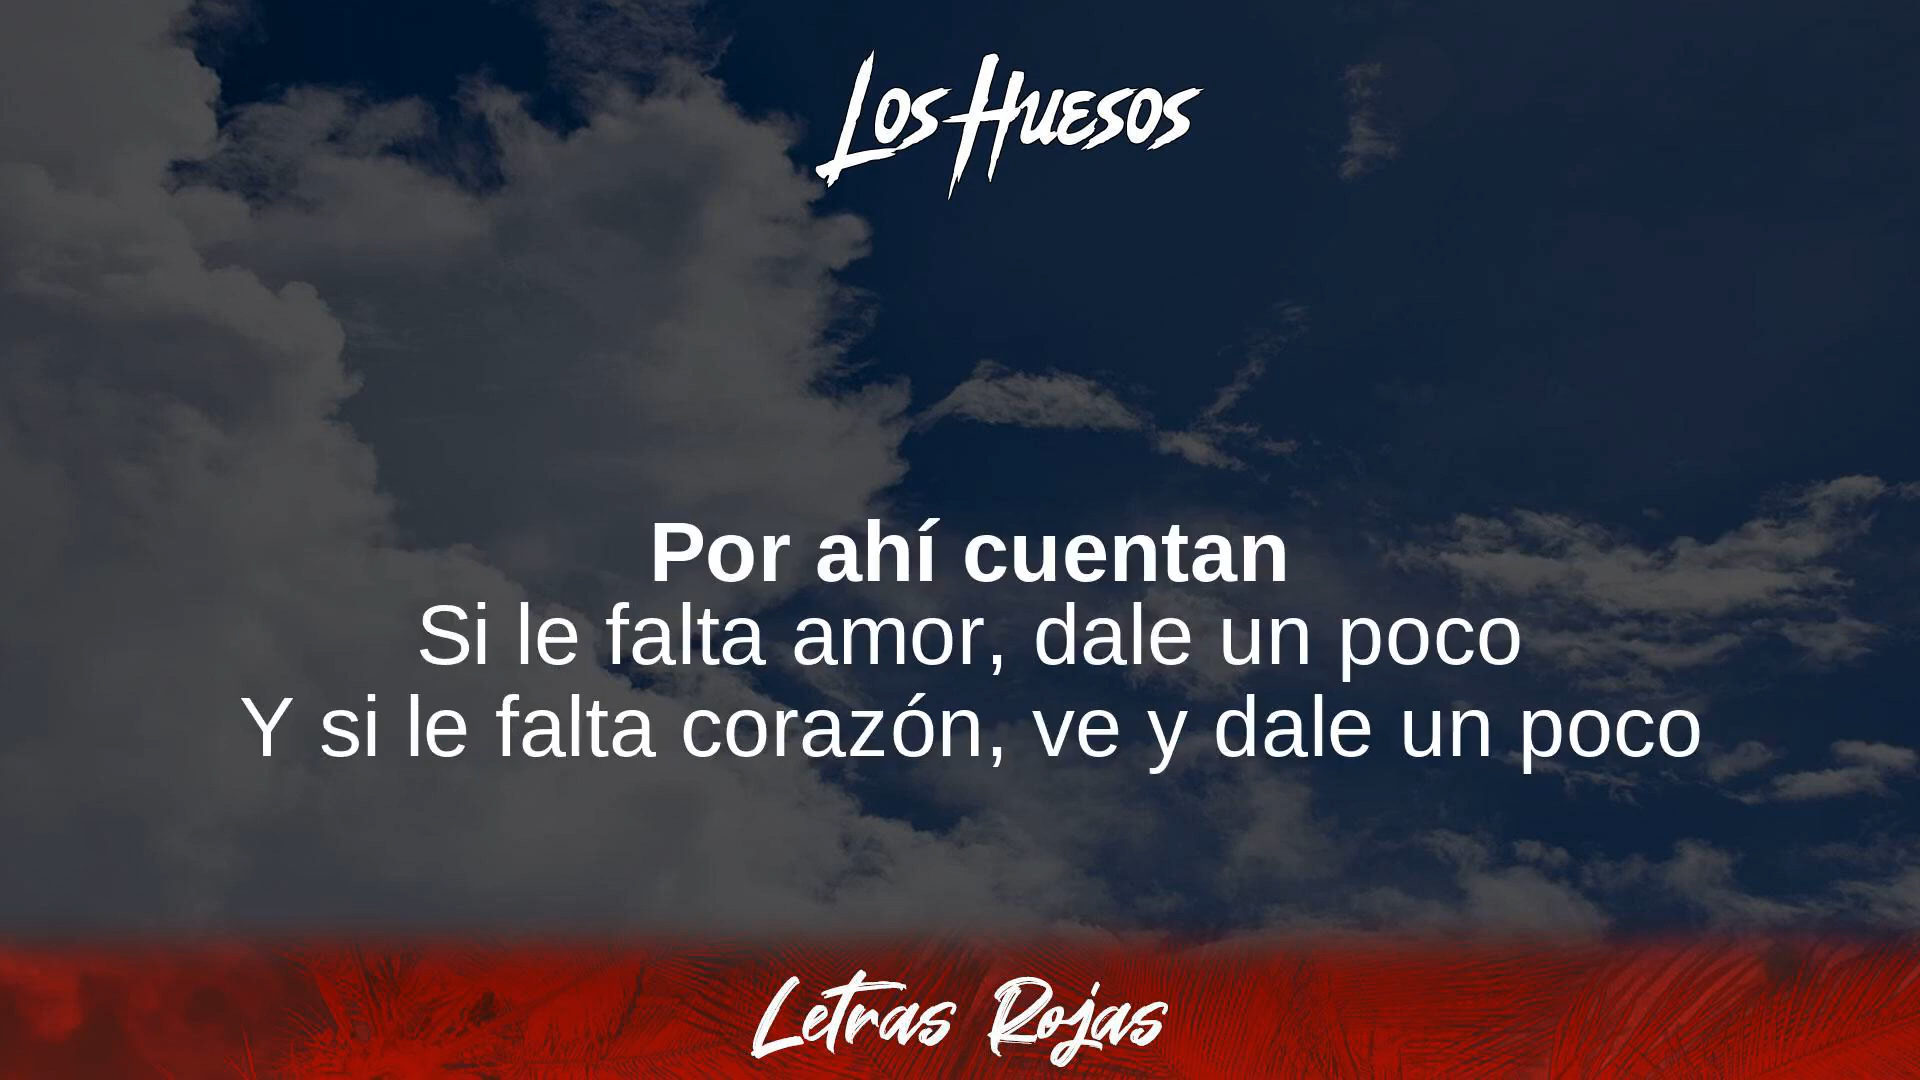 Los Huesos
Por ahí cuentan
Si le falta amor, dale un poco
Y si le falta corazón, ve y dale un poco
Letras Rojas